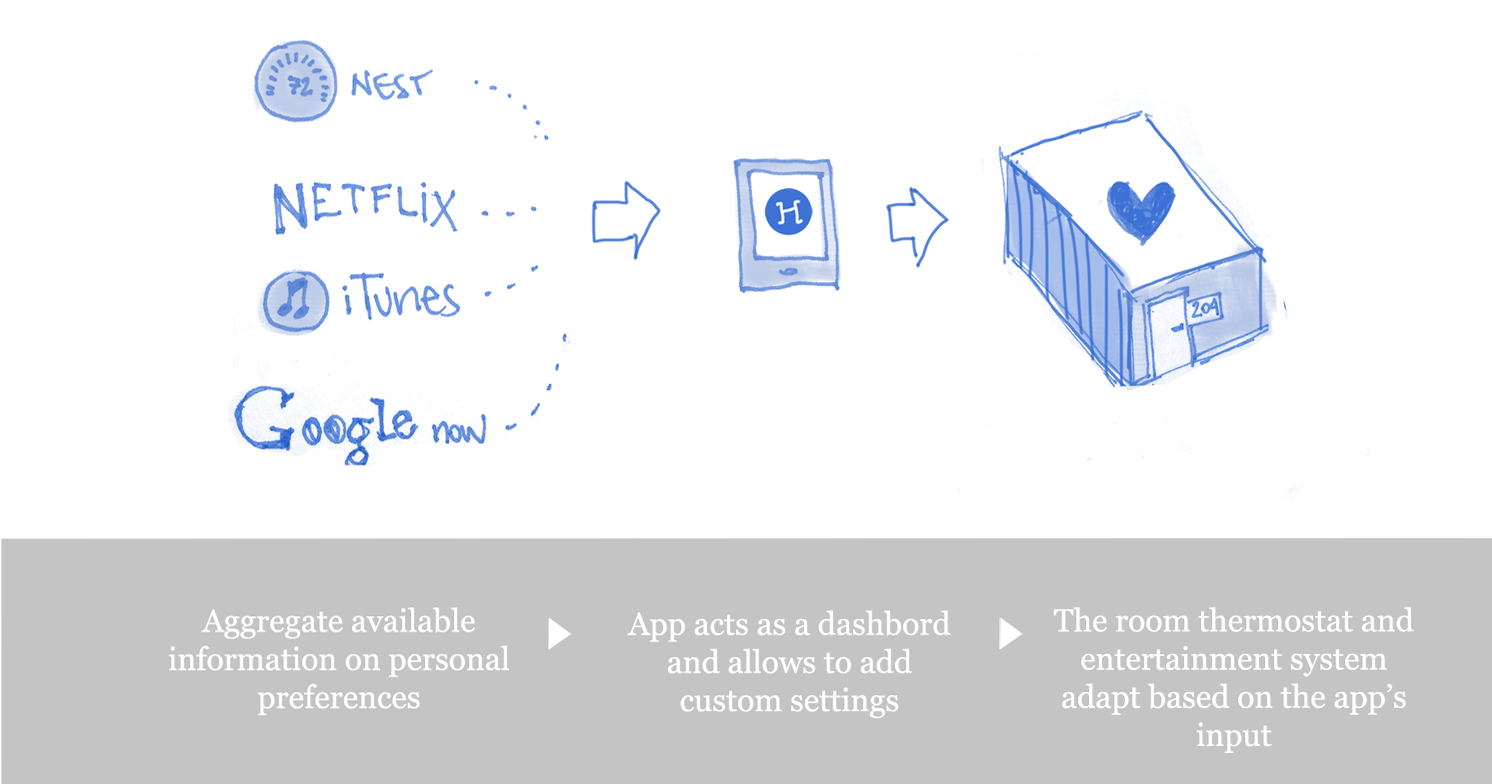 72 NEST
NETFLiX
iTunes
Google now
H
204
Aggregate available
information on personal
preferences
App acts as a dashbord
and allows to add
custom settings
The room thermostat and
entertainment system
adapt based on the app’s
input